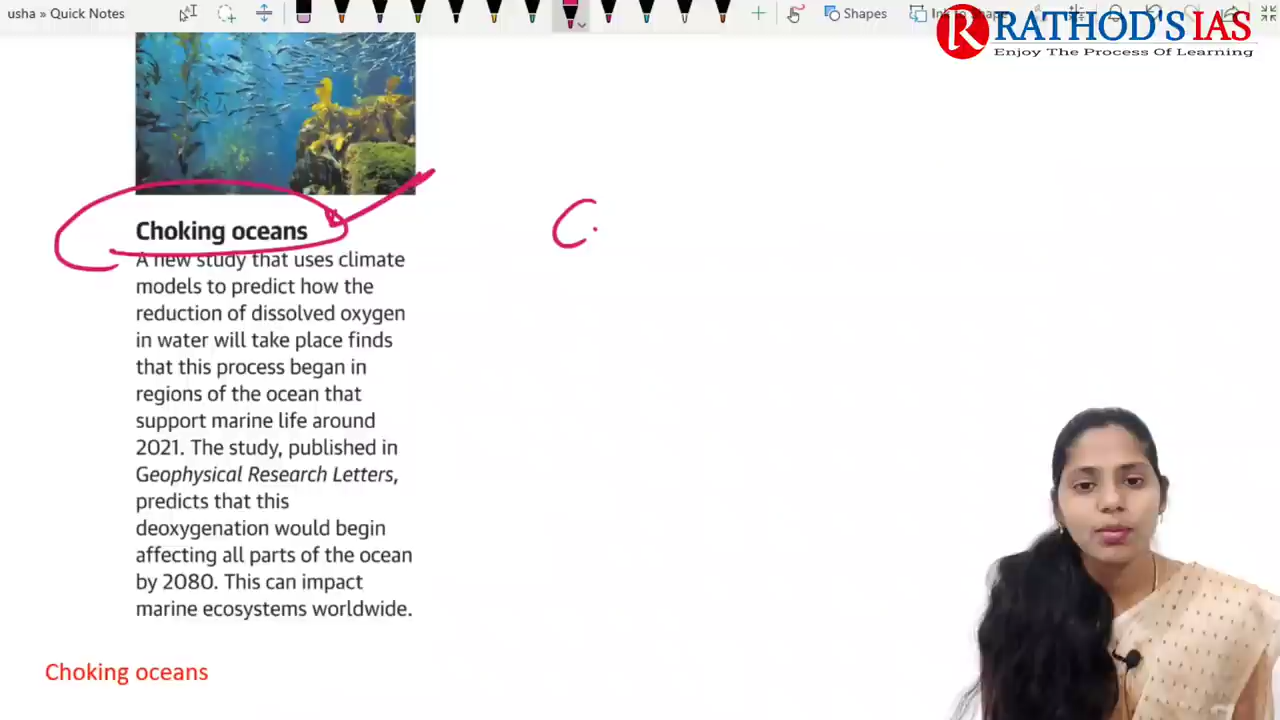 usha » Quick Notes
Shapes
Ink to Shape
RATHOD'S IAS
Enjoy The Process Of Learning
Choking oceans
A new study that uses climate
models to predict how the
reduction of dissolved oxygen
in water will take place finds
that this process began in
regions of the ocean that
support marine life around
2021. The study, published in
Geophysical Research Letters,
predicts that this
deoxygenation would begin
affecting all parts of the ocean
by 2080. This can impact
marine ecosystems worldwide.
Choking oceans